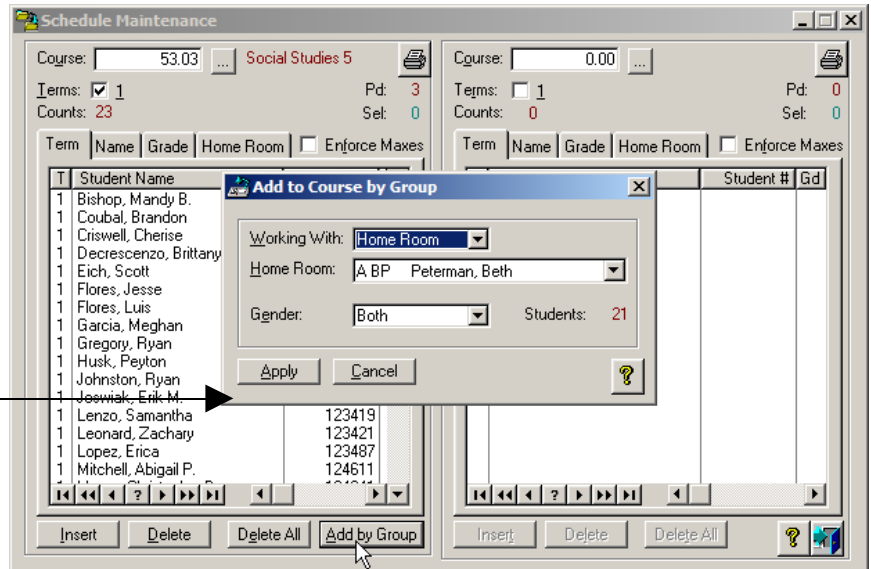 Schedule Maintenance
Course: 53.03 ... Social Studies 5
Terms: 1 Pd: 3
Counts: 23 Sel: 0
Term Name Grade Home Room Enforce Maxes
T Student Name
1 Bishop, Mandy B.
1 Coubal, Brandon
1 Criswell, Cherise
1 Decrescenzo, Brittany
1 Eich, Scott
1 Flores, Jesse
1 Flores, Luis
1 Garcia, Meghan
1 Gregory, Ryan
1 Husk, Peyton
1 Johnston, Ryan
1 Joswiak, Erik M.
1 Lenzo, Samantha 123419
1 Leonard, Zachary 123421
1 Lopez, Erica 123487
1 Mitchell, Abigail P. 124611
?
Insert Delete Delete All Add by Group
Add to Course by Group
Working With: Home Room
Home Room: A BP Peterman, Beth
Gender: Both Students: 21
Apply Cancel ?
Course: 0.00 ...
Terms: 1 Pd: 0
Counts: 0 Sel: 0
Term Name Grade Home Room Enforce Maxes
Student # Gd
?
Insert Delete Delete All ?